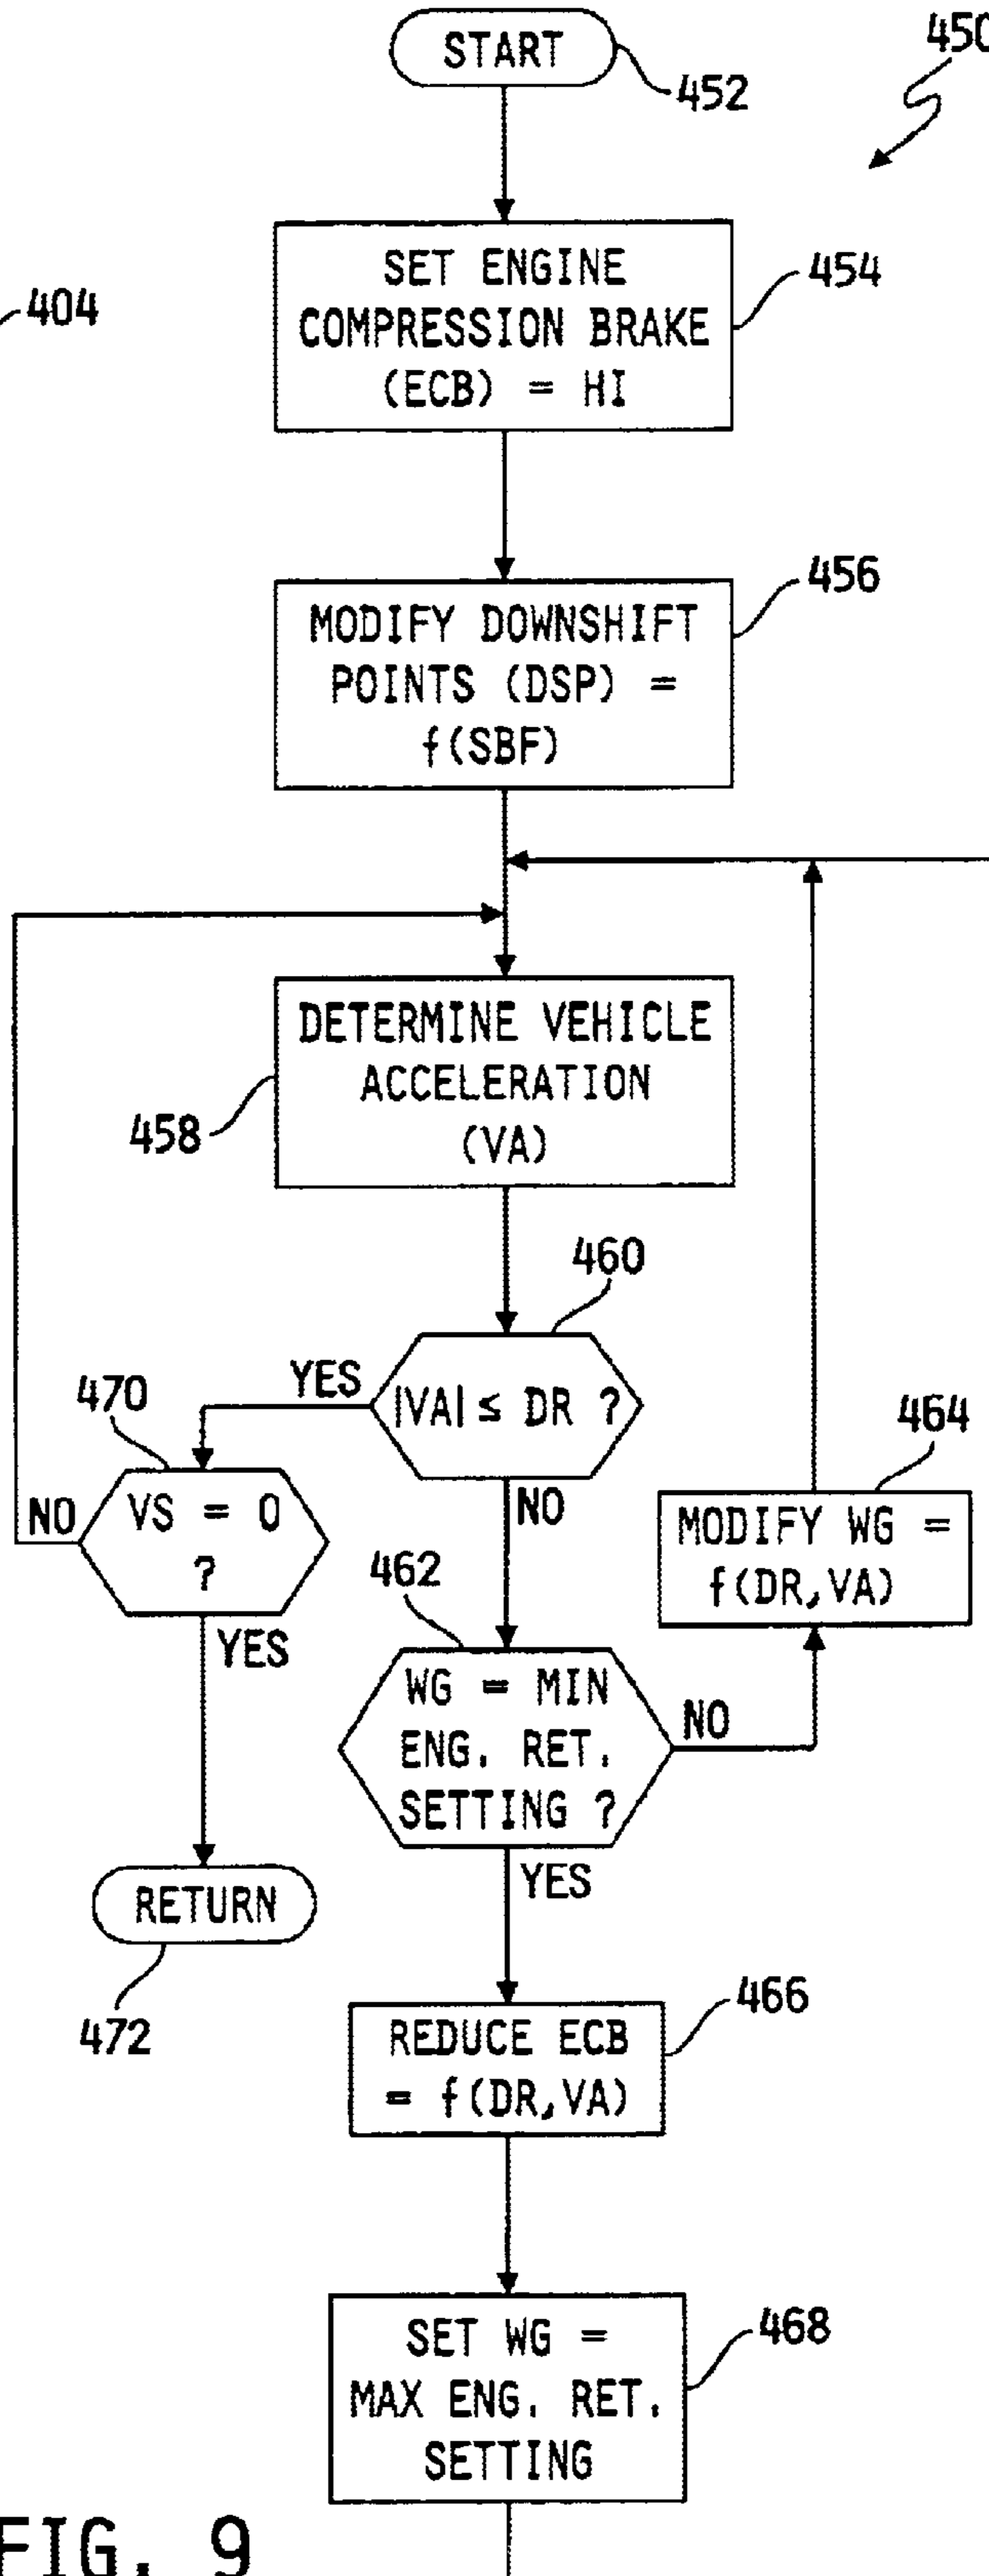 START
452
450
404
SET ENGINE
COMPRESSION BRAKE
(ECB) = HI
454
MODIFY DOWNSHIFT
POINTS (DSP) =
f(SBF)
456
DETERMINE VEHICLE
ACCELERATION
(VA)
458
460
|VA| ≤ DR ?
YES
NO
470
VS = 0
?
NO
YES
464
MODIFY WG =
f(DR,VA)
462
WG = MIN
ENG. RET.
SETTING ?
NO
YES
RETURN
472
REDUCE ECB
= f(DR,VA)
466
SET WG =
MAX ENG. RET.
SETTING
468
FIG. 9